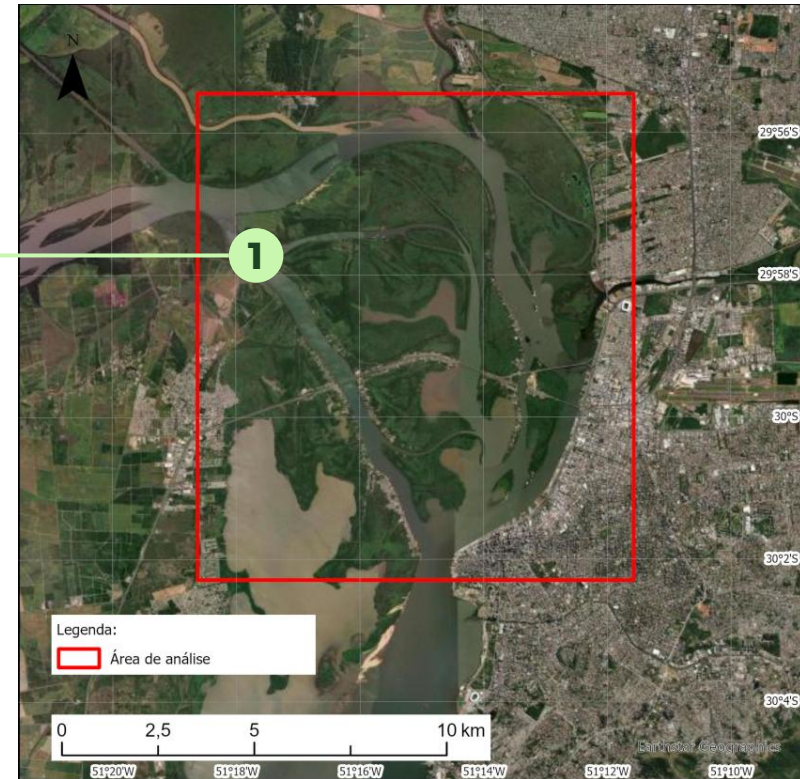 N
29°56'S
1
29°58'S
30°S
30°2'S
Legenda:
Área de análise
30°4'S
0 2,5 5 10 km
Earthstar Geographics
51°20'W 51°18'W 51°16'W 51°14'W 51°12'W 51°10'W